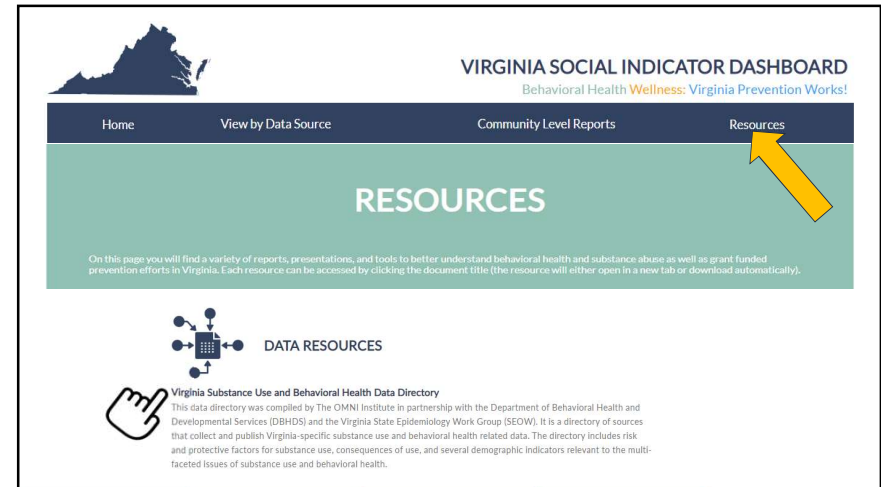 VIRGINIA SOCIAL INDICATOR DASHBOARD
Behavioral Health Wellness: Virginia Prevention Works!
Home View by Data Source Community Level Reports Resources
RESOURCES
On this page you will find a variety of reports, presentations, and tools to better understand behavioral health and substance abuse as well as grant funded
prevention efforts in Virginia. Each resource can be accessed by clicking the document title (the resource will either open in a new tab or download automatically).
DATA RESOURCES
Virginia Substance Use and Behavioral Health Data Directory
This data directory was compiled by The OMNI Institute in partnership with the Department of Behavioral Health and
Developmental Services (DBHDS) and the Virginia State Epidemiology Work Group (SEOW). It is a directory of sources
that collect and publish Virginia-specific substance use and behavioral health related data. The directory includes risk
and protective factors for substance use, consequences of use, and several demographic indicators relevant to the multi-
faceted issues of substance use and behavioral health.